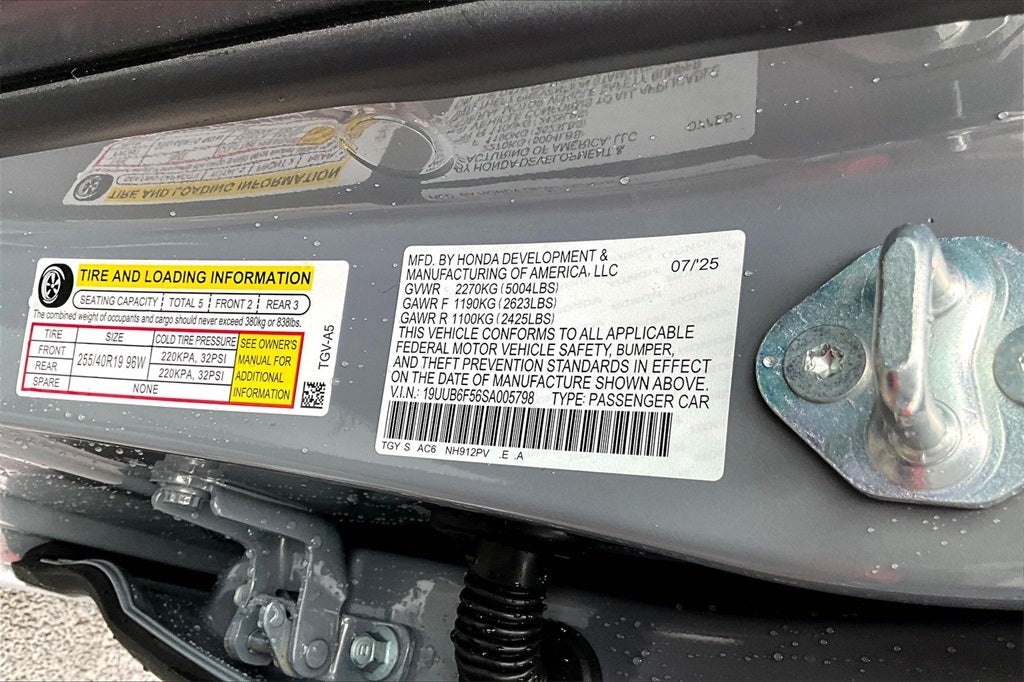 TIRE AND LOADING INFORMATION
SEATING CAPACITY TOTAL 5 FRONT 2 REAR 3
The combined weight of occupants and cargo should never exceed 380kg or 838lbs.
TIRE SIZE COLD TIRE PRESSURE
FRONT 255/40R19 96W 220KPA, 32PSI
REAR 220KPA, 32PSI
SPARE NONE
SEE OWNER'S
MANUAL FOR
ADDITIONAL
INFORMATION
TGV-A5
MFD. BY HONDA DEVELOPMENT &
MANUFACTURING OF AMERICA, LLC 07/25
GVWR 2270KG (5004LBS)
GAWR F 1190KG (2623LBS)
GAWR R 1100KG (2425LBS)
THIS VEHICLE CONFORMS TO ALL APPLICABLE
FEDERAL MOTOR VEHICLE SAFETY, BUMPER,
AND THEFT PREVENTION STANDARDS IN EFFECT
ON THE DATE OF MANUFACTURE SHOWN ABOVE.
V.I.N.: 19UUB6F56SA005798 TYPE: PASSENGER CAR
TGY S AC6 NH912PV .E .A